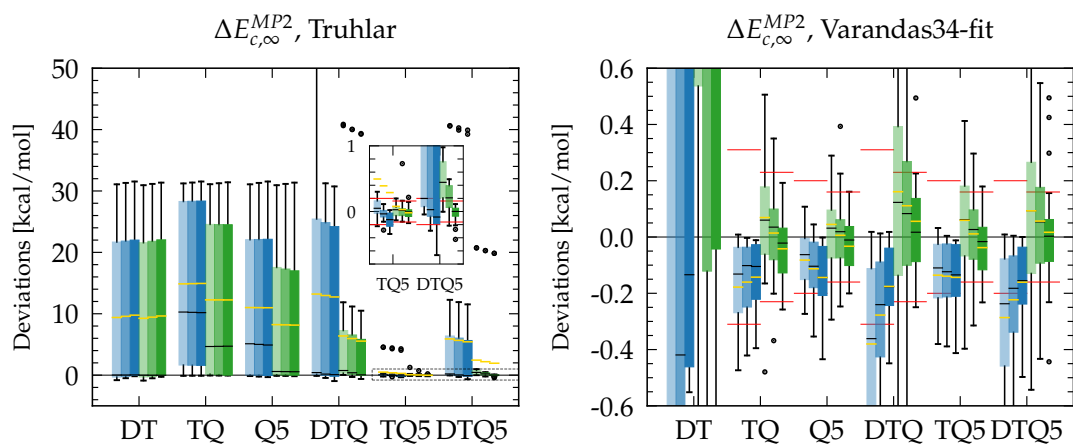 ΔE_{c,∞}^{MP2}, Truhlar
Deviations [kcal/mol]
50
40
30
20
10
0
1
0
TQ5 DTQ5
DT TQ Q5 DTQ TQ5 DTQ5
ΔE_{c,∞}^{MP2}, Varandas34-fit
Deviations [kcal/mol]
0.6
0.4
0.2
0.0
-0.2
-0.4
-0.6
DT TQ Q5 DTQ TQ5 DTQ5